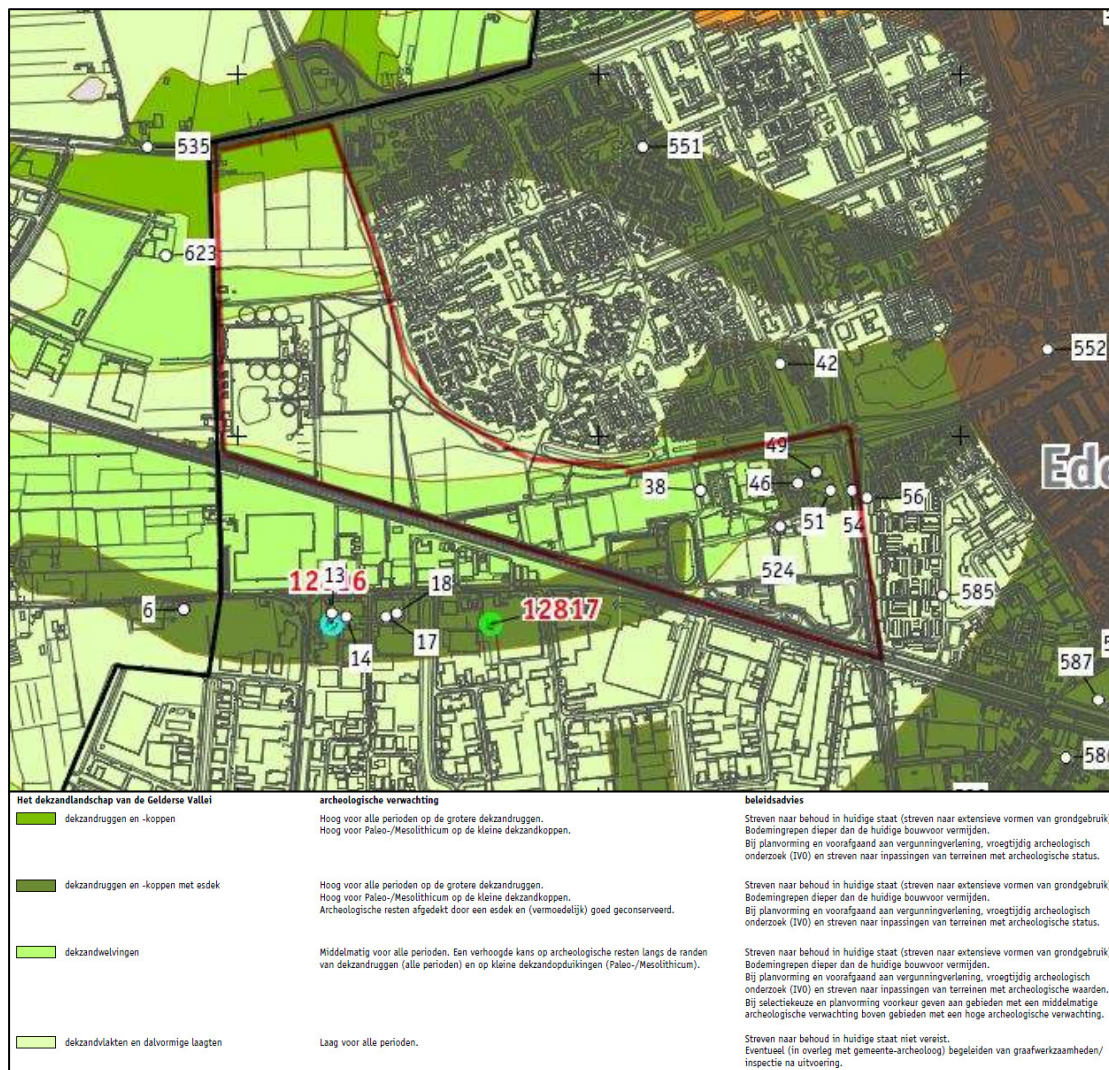 535
551
623
552
42
Ede
49
38
46
56
51
54
524
13
18
6
12817
585
14
17
587
Het dekzandlandschap van de Gelderse Vallei
archeologische verwachting
beleidsadvies
dekzandruggen en -koppen
Hoog voor alle perioden op de grotere dekzandruggen.
Hoog voor Paleo-/Mesolithicum op de kleine dekzandkoppen.
Streven naar behoud in huidige staat (streven naar extensieve vormen van grondgebruik)
Bodemingrepen dieper dan de huidige bouwvoor vermijden.
Bij planvorming en voorafgaand aan vergunningverlening, vroegtijdig archeologisch
onderzoek (IVO) en streven naar inpassingen van terreinen met archeologische status.
dekzandruggen en -koppen met esdek
Hoog voor alle perioden op de grotere dekzandruggen.
Hoog voor Paleo-/Mesolithicum op de kleine dekzandkoppen.
Archeologische resten afgedekt door een esdek en (vermoedelijk) goed geconserveerd.
Streven naar behoud in huidige staat (streven naar extensieve vormen van grondgebruik)
Bodemingrepen dieper dan de huidige bouwvoor vermijden.
Bij planvorming en voorafgaand aan vergunningverlening, vroegtijdig archeologisch
onderzoek (IVO) en streven naar inpassingen van terreinen met archeologische status.
dekzandwelvingen
Middelmatig voor alle perioden. Een verhoogde kans op archeologische resten langs de randen
van dekzandruggen (alle perioden) en op kleine dekzandopduikingen (Paleo-/Mesolithicum).
Streven naar behoud in huidige staat (streven naar extensieve vormen van grondgebruik)
Bodemingrepen dieper dan de huidige bouwvoor vermijden.
Bij planvorming en voorafgaand aan vergunningverlening, vroegtijdig archeologisch
onderzoek (IVO) en streven naar inpassingen van terreinen met archeologische waarden.
Bij selectiekeuze en planvorming voorkeur geven aan gebieden met een middelmatige
archeologische verwachting boven gebieden met een hoge archeologische verwachting.
dekzandvlakten en dalvormige laagten
Laag voor alle perioden.
Streven naar behoud in huidige staat niet vereist.
Eventueel (in overleg met gemeente-archeoloog) begeleiden van graafwerkzaamheden/
inspectie na uitvoering.